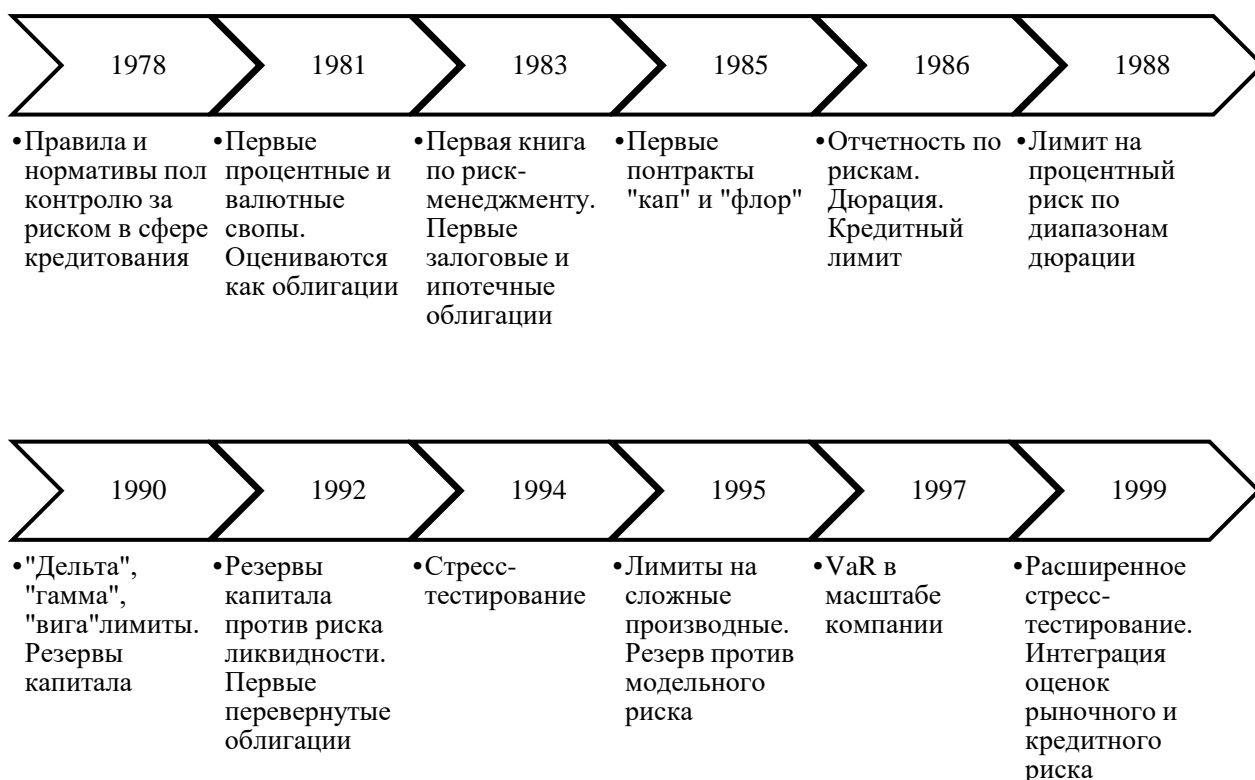 1978
1981
1983
1985
1986
1988
•Правила и
нормативы пол
контролю за
риском в сфере
кредитования
•Первые
процентные и
валютные
свопы.
Оцениваются
как облигации
•Первая книга
по риск-
менеджменту.
Первые
залоговые и
ипотечные
облигации
•Первые
понтракты
"кап" и "флор"
•Отчетность по
рискам.
Дюрация.
Кредитный
лимит
•Лимит на
процентный
риск по
диапазонам
дюрации
1990
1992
1994
1995
1997
1999
•"Дельта",
"гамма",
"вига"лимиты.
Резервы
капитала
•Резервы
капитала
против риска
ликвидности.
Первые
перевернутые
облигации
•Стресс-
тестирование
•Лимиты на
сложные
производные.
Резерв против
модельного
риска
•VaR в
масштабе
компании
•Расширенное
стресс-
тестирование.
Интеграция
оценок
рыночного и
кредитного
риска